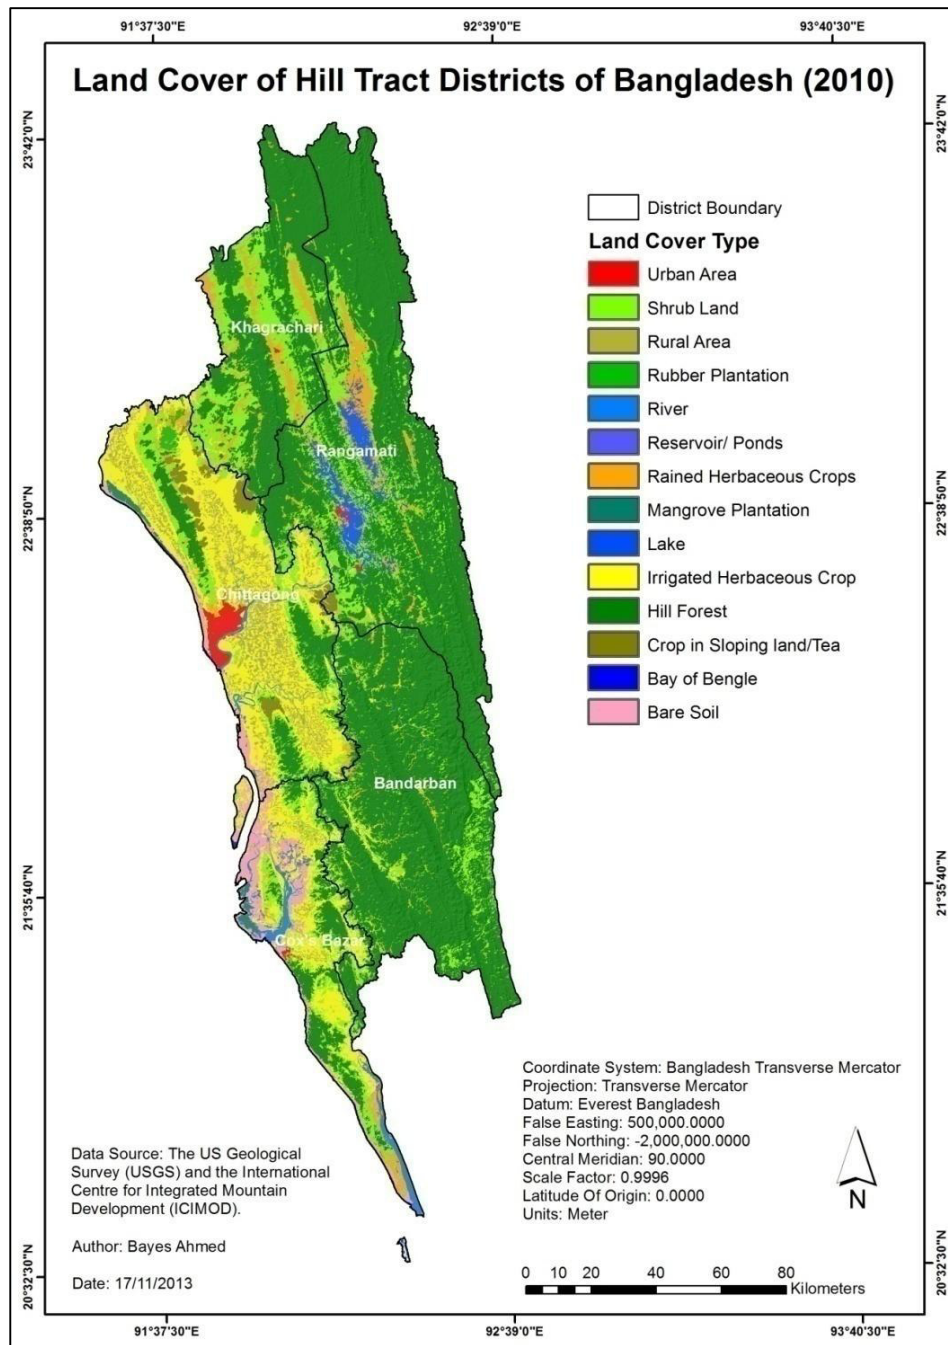 91°37'30"E 92°39'0"E 93°40'30"E
Land Cover of Hill Tract Districts of Bangladesh (2010)
23°42'0"N
23°42'0"N
District Boundary
Land Cover Type
Urban Area
Shrub Land
Rural Area
Rubber Plantation
River
Reservoir/ Ponds
Rained Herbaceous Crops
Mangrove Plantation
Lake
Irrigated Herbaceous Crop
Hill Forest
Crop in Sloping land/Tea
Bay of Bengle
Bare Soil
Khagrachari
Rangamati
22°38'50"N
22°38'50"N
Chittagong
Bandarban
21°35'40"N
21°35'40"N
Cox's Bazar
Coordinate System: Bangladesh Transverse Mercator
Projection: Transverse Mercator
Datum: Everest Bangladesh
False Easting: 500,000.0000
False Northing: -2,000,000.0000
Central Meridian: 90.0000
Scale Factor: 0.9996
Latitude Of Origin: 0.0000
Units: Meter
N
Data Source: The US Geological
Survey (USGS) and the International
Centre for Integrated Mountain
Development (ICIMOD).
Author: Bayes Ahmed
Date: 17/11/2013
0 10 20 40 60 80
Kilometers
20°32'30"N
20°32'30"N
91°37'30"E 92°39'0"E 93°40'30"E